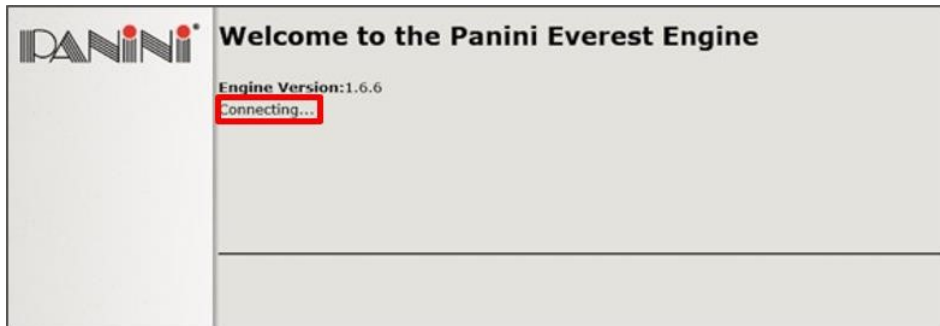 PANiNi
Welcome to the Panini Everest Engine
Engine Version:1.6.6
Connecting...